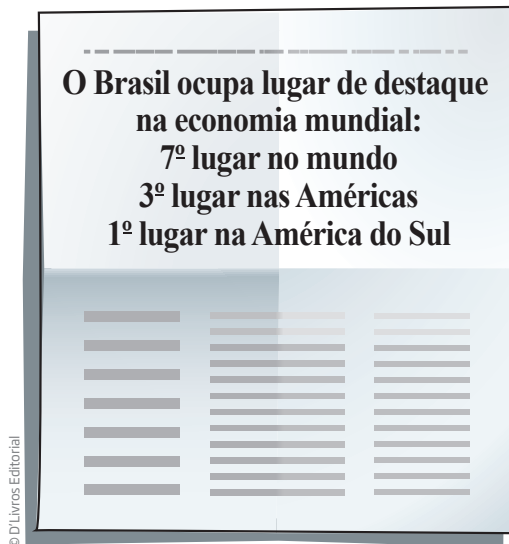 O Brasil ocupa lugar de destaque
na economia mundial:
7º lugar no mundo
3º lugar nas Américas
1º lugar na América do Sul
© D'Livros Editorial